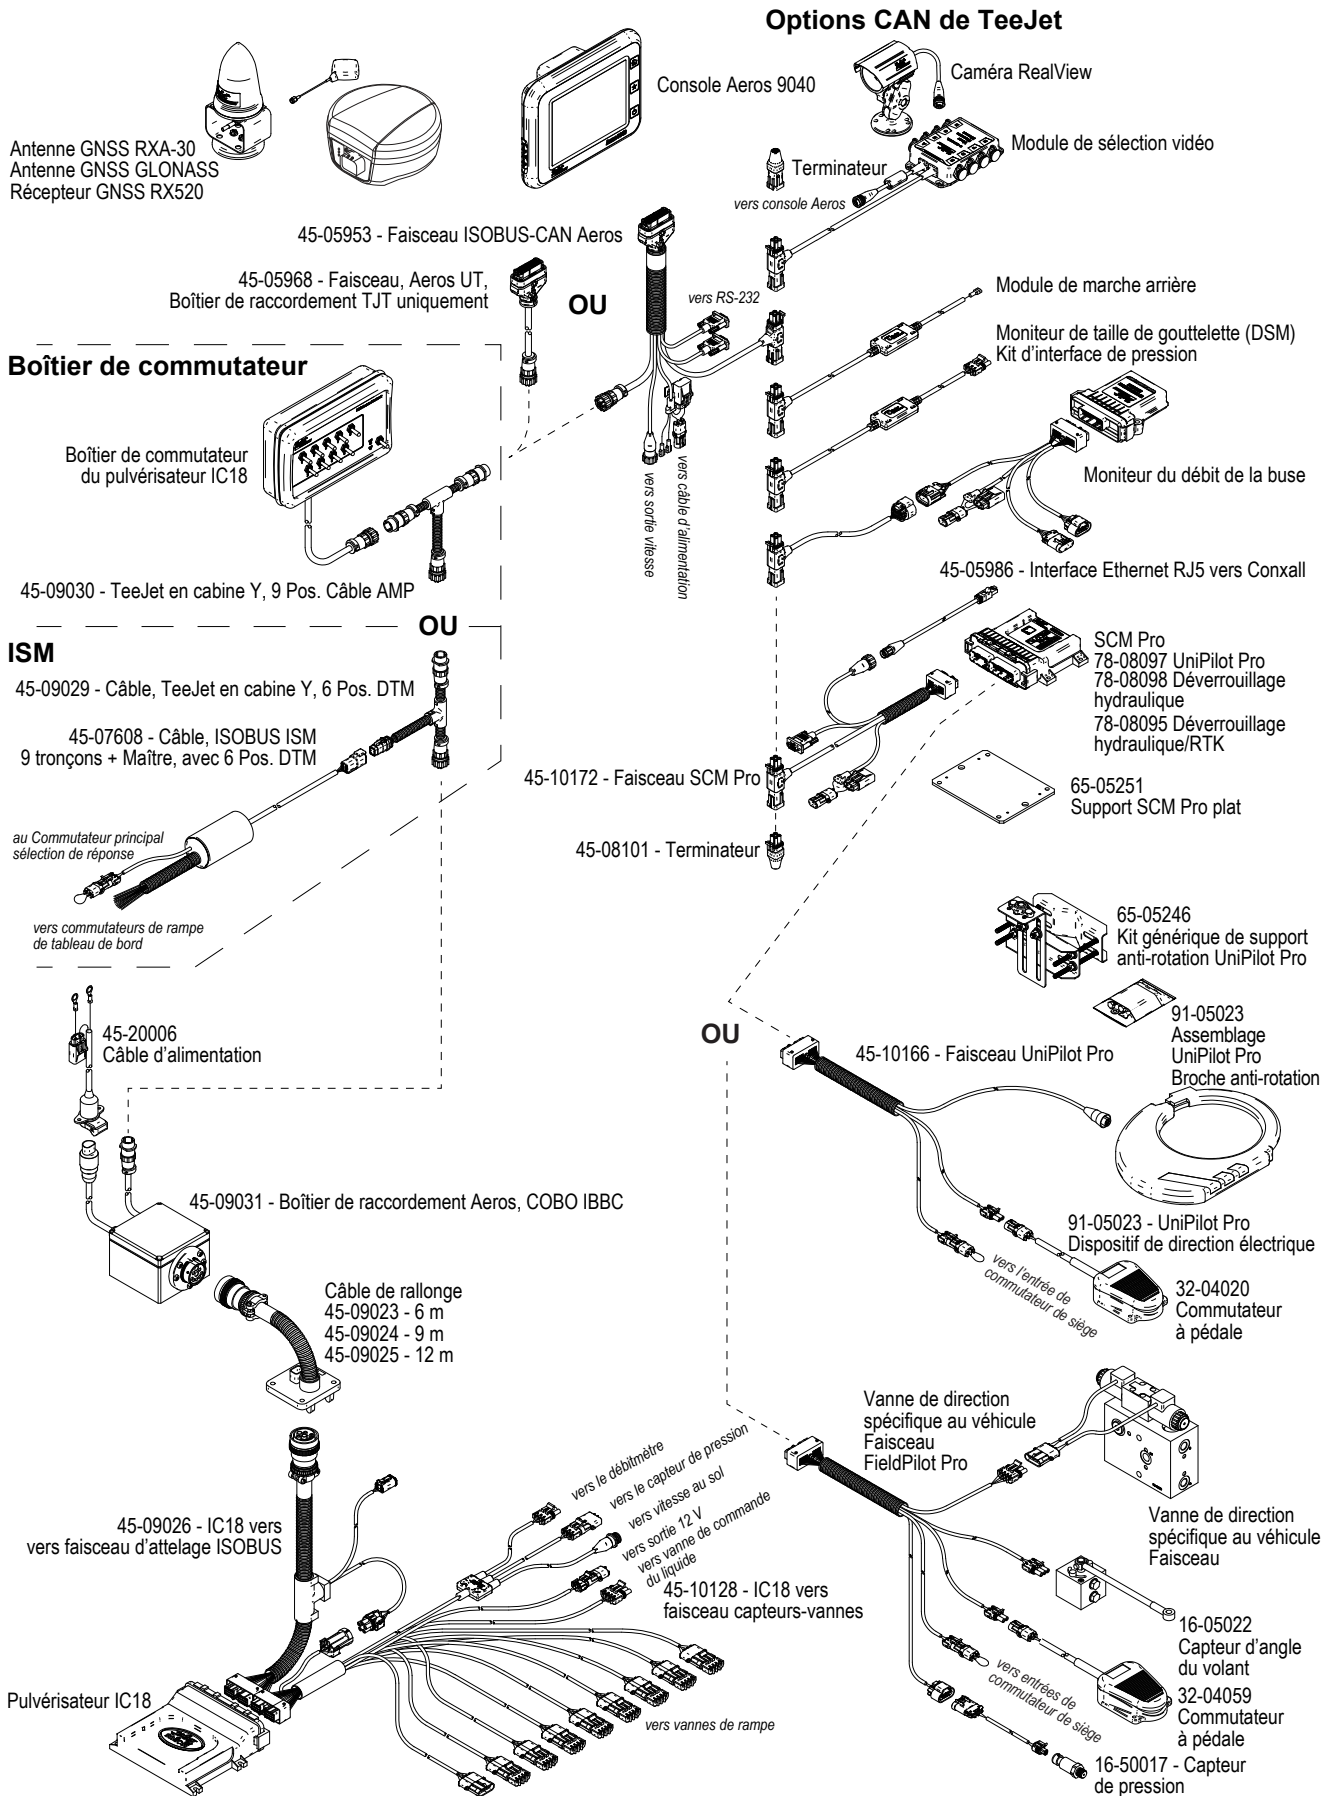 Options CAN de TeeJet
Console Aeros 9040
Caméra RealView
Antenne GNSS RXA-30
Antenne GNSS GLONASS
Récepteur GNSS RX520
Module de sélection vidéo
Terminateur
vers console Aeros
45-05953 - Faisceau ISOBUS-CAN Aeros
45-05968 - Faisceau, Aeros UT,
Boîtier de raccordement TJT uniquement
OU
vers RS-232
Module de marche arrière
Moniteur de taille de gouttelette (DSM)
Kit d'interface de pression
Boîtier de commutateur
Boîtier de commutateur
du pulvérisateur IC18
vers sortie vitesse
vers câble d'alimentation
Moniteur du débit de la buse
45-09030 - TeeJet en cabine Y, 9 Pos. Câble AMP
45-05986 - Interface Ethernet RJ5 vers Conxall
OU
ISM
45-09029 - Câble, TeeJet en cabine Y, 6 Pos. DTM
45-07608 - Câble, ISOBUS ISM
9 tronçons + Maître, avec 6 Pos. DTM
SCM Pro
78-08097 UniPilot Pro
78-08098 Déverrouillage
hydraulique
78-08095 Déverrouillage
hydraulique/RTK
45-10172 - Faisceau SCM Pro
65-05251
Support SCM Pro plat
au Commutateur principal
sélection de réponse
45-08101 - Terminateur
vers commutateurs de rampe
de tableau de bord
65-05246
Kit générique de support
anti-rotation UniPilot Pro
91-05023
Assemblage
UniPilot Pro
Broche anti-rotation
45-20006
Câble d'alimentation
OU
45-10166 - Faisceau UniPilot Pro
45-09031 - Boîtier de raccordement Aeros, COBO IBBC
91-05023 - UniPilot Pro
Dispositif de direction électrique
vers l'entrée de
commutateur de siège
32-04020
Commutateur
à pédale
Câble de rallonge
45-09023 - 6 m
45-09024 - 9 m
45-09025 - 12 m
Vanne de direction
spécifique au véhicule
Faisceau
FieldPilot Pro
Vanne de direction
spécifique au véhicule
Faisceau
45-09026 - IC18 vers
vers faisceau d'attelage ISOBUS
vers le débitmètre
vers le capteur de pression
vers vitesse au sol
vers sortie 12 V
vers vanne de commande
du liquide
45-10128 - IC18 vers
faisceau capteurs-vannes
16-05022
Capteur d'angle
du volant
vers entrées de
commutateur de siège
32-04059
Commutateur
à pédale
Pulvérisateur IC18
vers vannes de rampe
16-50017 - Capteur
de pression